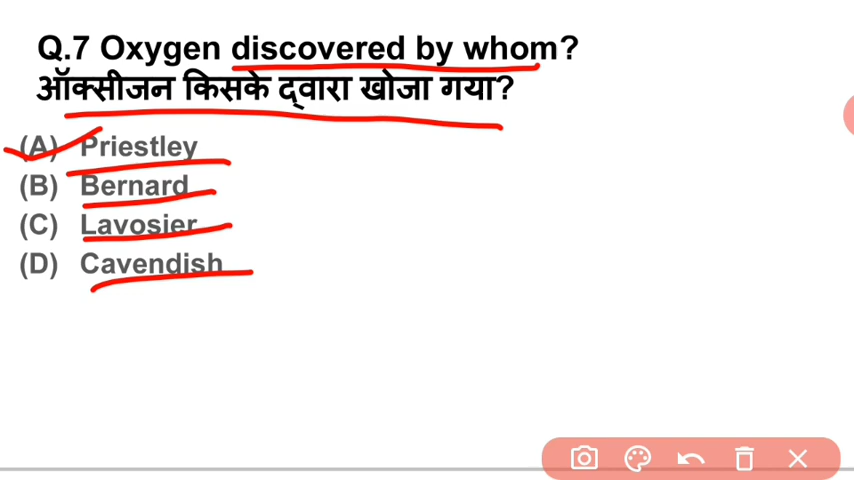 Q.7 Oxygen discovered by whom?
ऑक्सीजन किसके द्वारा खोजा गया?
(A) Priestley
(B) Bernard
(C) Lavosier
(D) Cavendish